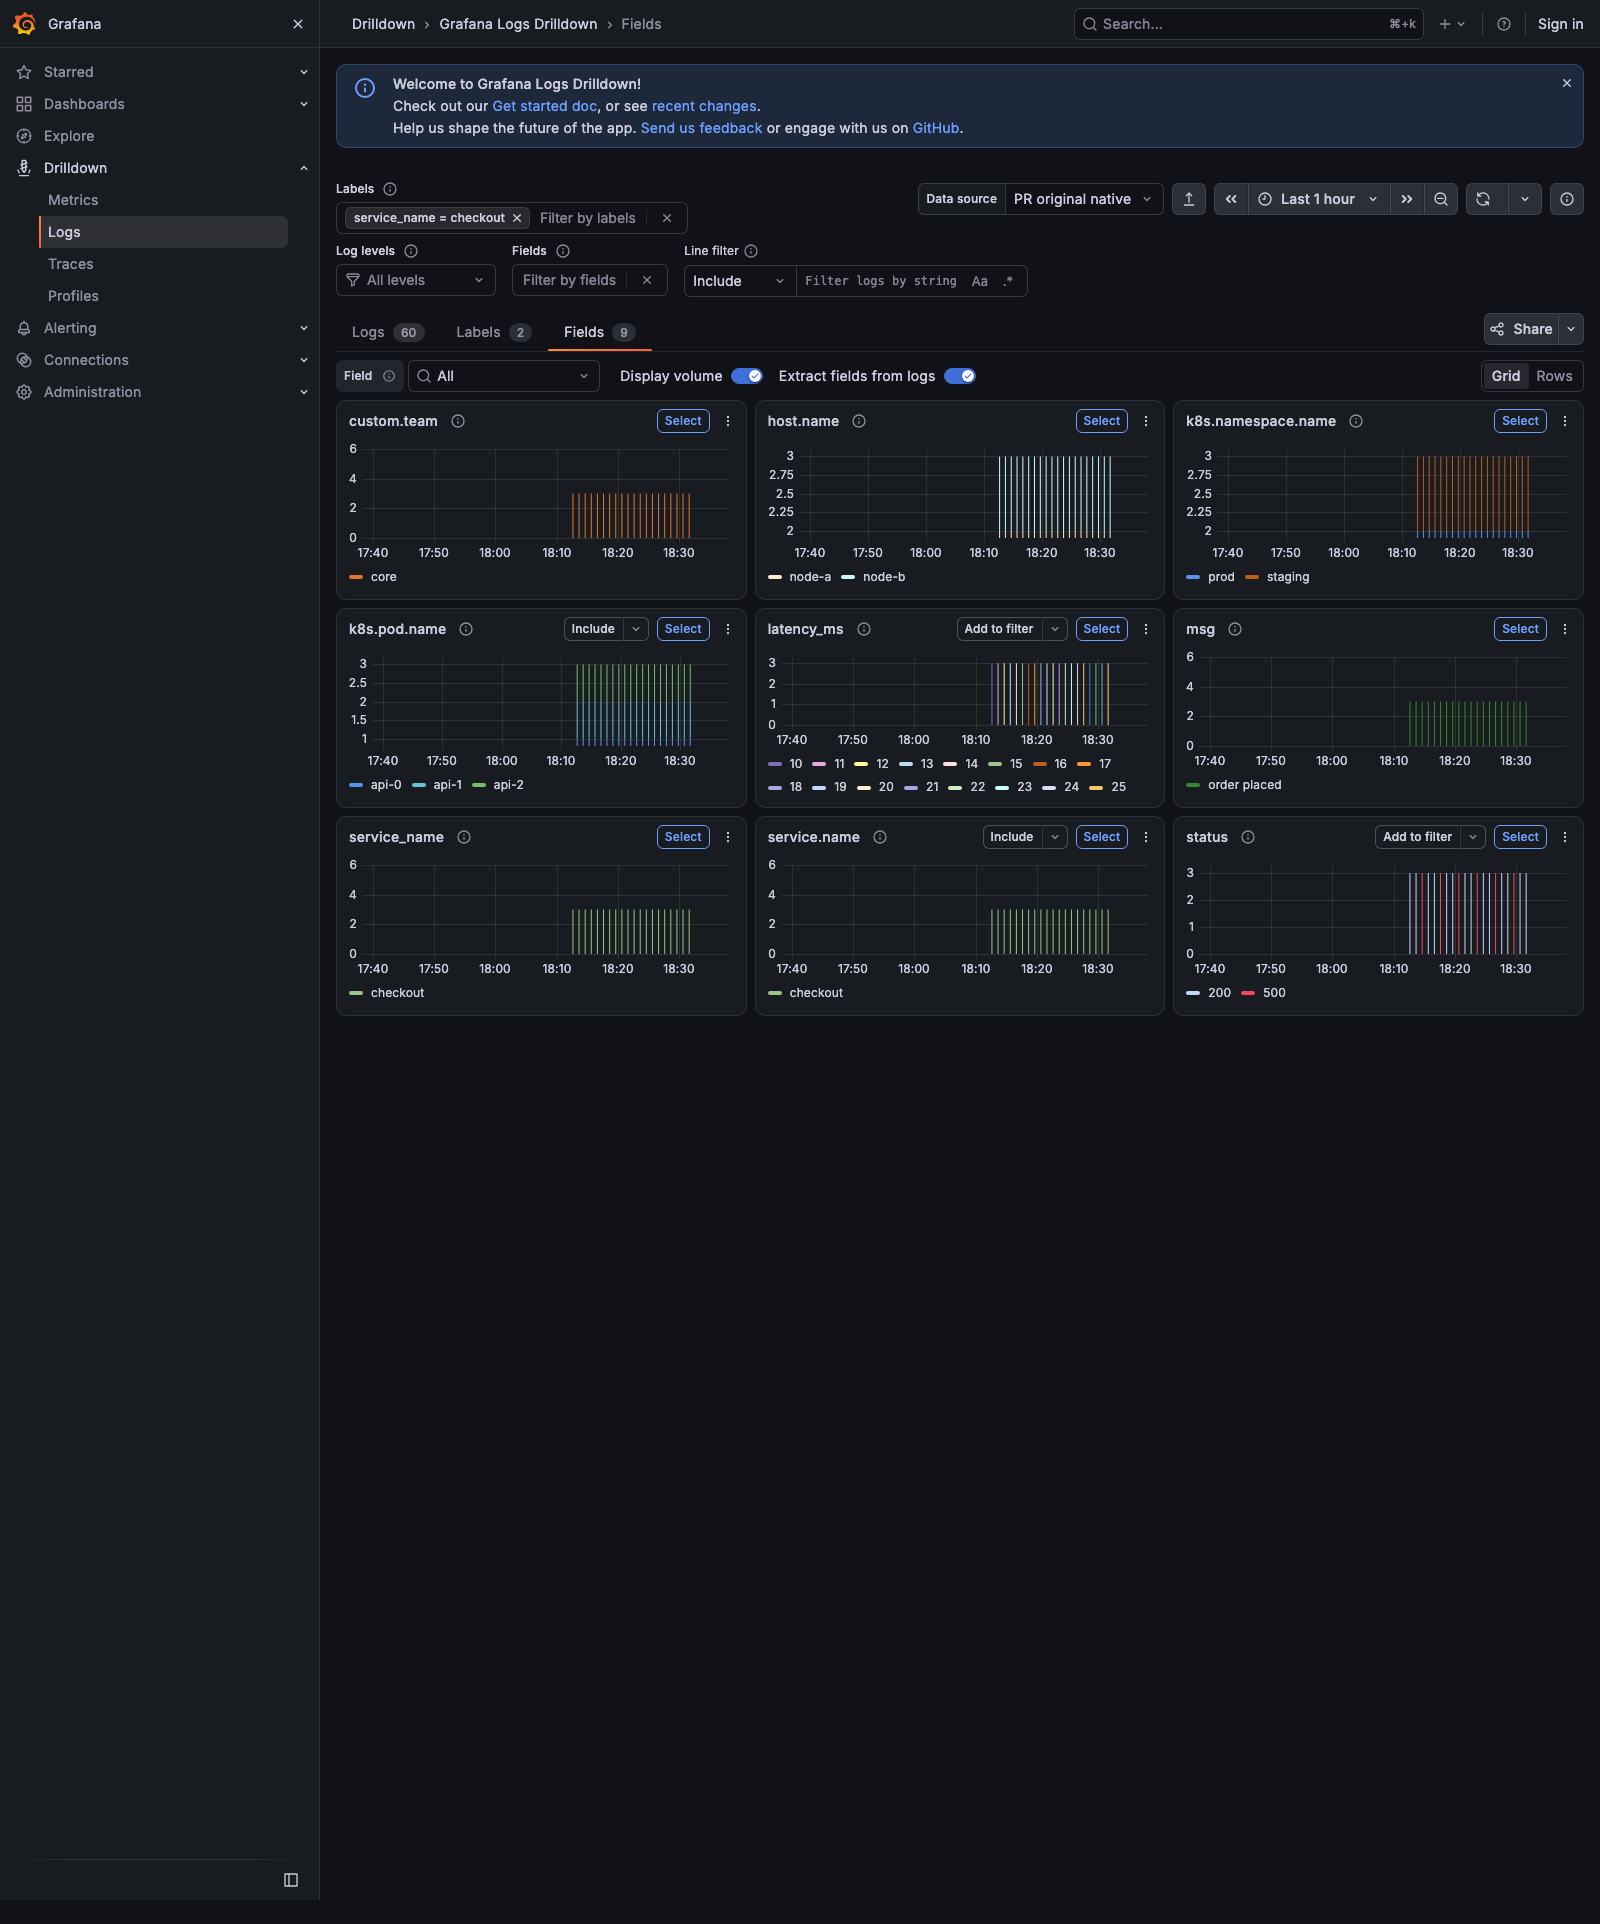 Grafana
Drilldown › Grafana Logs Drilldown › Fields
Search...
⌘+k
Sign in
Starred
Dashboards
Explore
Drilldown
Metrics
Logs
Traces
Profiles
Alerting
Connections
Administration
Welcome to Grafana Logs Drilldown!
Check out our Get started doc, or see recent changes.
Help us shape the future of the app. Send us feedback or engage with us on GitHub.
Labels
service_name = checkout
Filter by labels
Data source
PR original native
Last 1 hour
Log levels
All levels
Fields
Filter by fields
Line filter
Include
Filter logs by string
Aa
.*
Logs 60
Labels 2
Fields 9
Share
Field
All
Display volume
Extract fields from logs
Grid
Rows
custom.team
Select
6
4
2
0
17:40 17:50 18:00 18:10 18:20 18:30
core
host.name
Select
3
2.75
2.5
2.25
2
17:40 17:50 18:00 18:10 18:20 18:30
node-a node-b
k8s.namespace.name
Select
3
2.75
2.5
2.25
2
17:40 17:50 18:00 18:10 18:20 18:30
prod staging
k8s.pod.name
Include
Select
3
2.5
2
1.5
1
17:40 17:50 18:00 18:10 18:20 18:30
api-0 api-1 api-2
latency_ms
Add to filter
Select
3
2
1
0
17:40 17:50 18:00 18:10 18:20 18:30
10 11 12 13 14 15 16 17
18 19 20 21 22 23 24 25
msg
Select
6
4
2
0
17:40 17:50 18:00 18:10 18:20 18:30
order placed
service_name
Select
6
4
2
0
17:40 17:50 18:00 18:10 18:20 18:30
checkout
service.name
Include
Select
6
4
2
0
17:40 17:50 18:00 18:10 18:20 18:30
checkout
status
Add to filter
Select
3
2
1
0
17:40 17:50 18:00 18:10 18:20 18:30
200 500